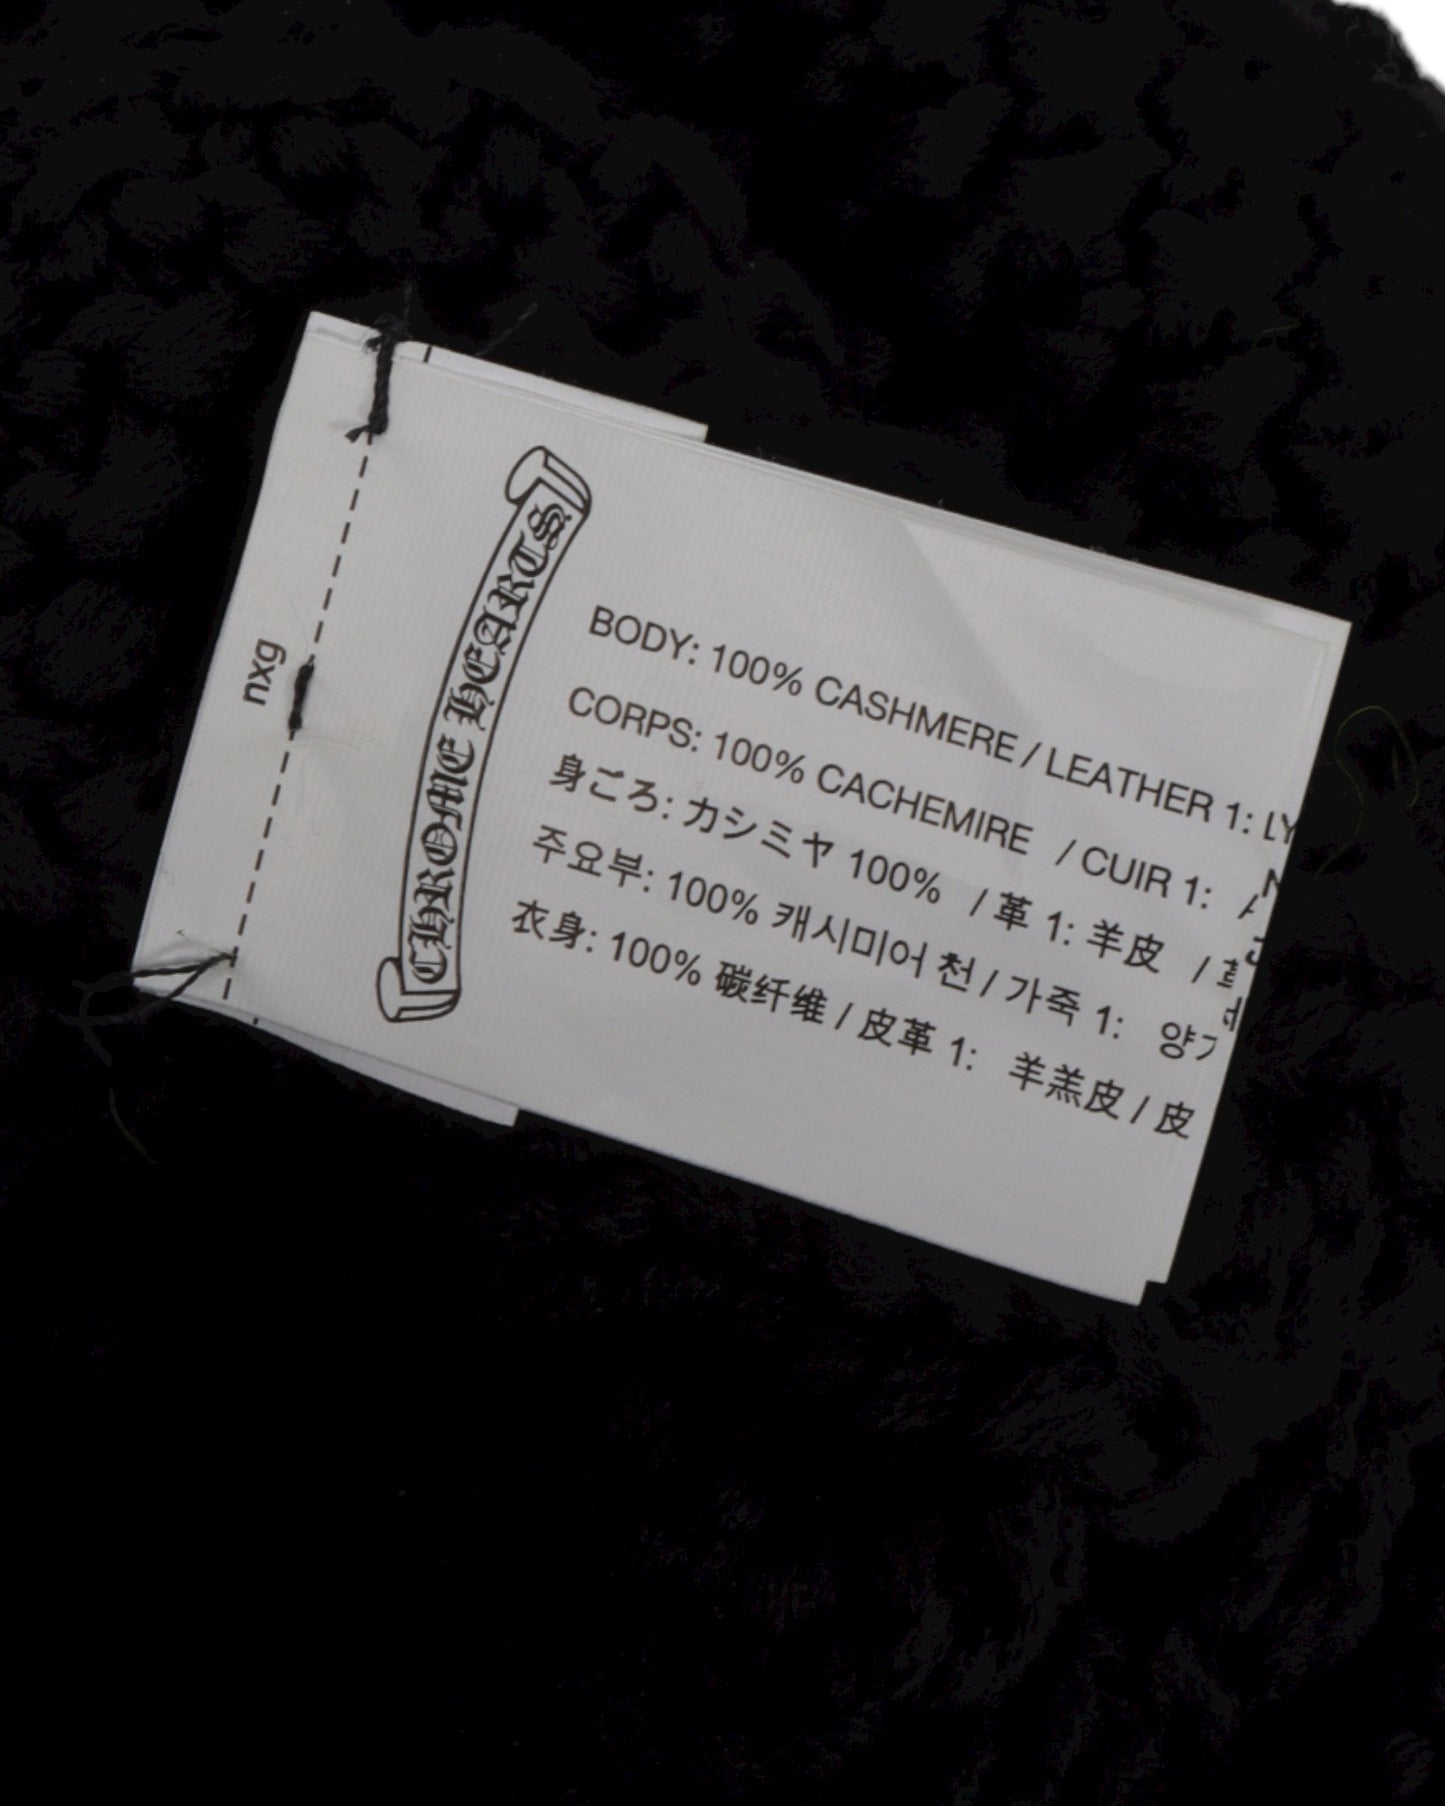 nxg
CHROME HEARTS
BODY: 100% CASHMERE / LEATHER 1: LY
CORPS: 100% CACHEMIRE / CUIR 1:
身ごろ: カシミヤ 100% / 革 1: 羊皮 /
주요부: 100% 캐시미어 천 / 가죽 1:
衣身: 100% 碳纤维 / 皮革 1: 羊羔皮 / 皮